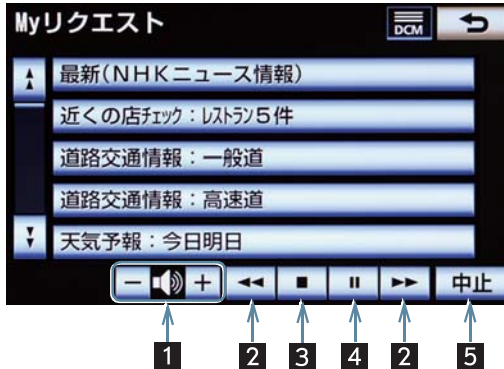 Myリクエスト DCM
最新(NHKニュース情報)
近くの店チェック:レストラン5件
道路交通情報:一般道
道路交通情報:高速道
天気予報:今日明日
− + 中止
1 2 3 4 2 5